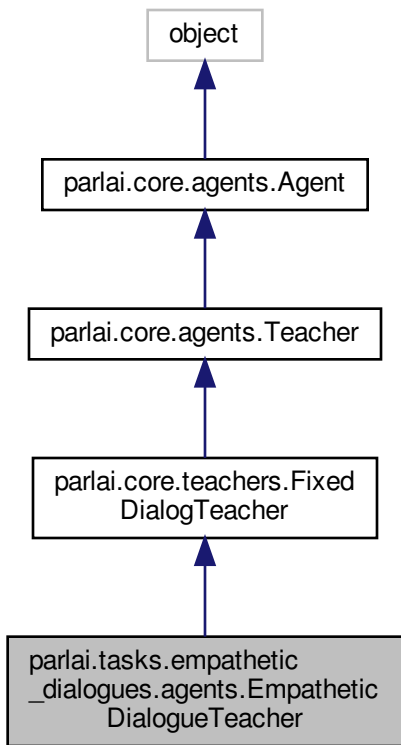 object
parlai.core.agents.Agent
parlai.core.agents.Teacher
parlai.core.teachers.Fixed
DialogTeacher
parlai.tasks.empathetic
_dialogues.agents.Empathetic
DialogueTeacher